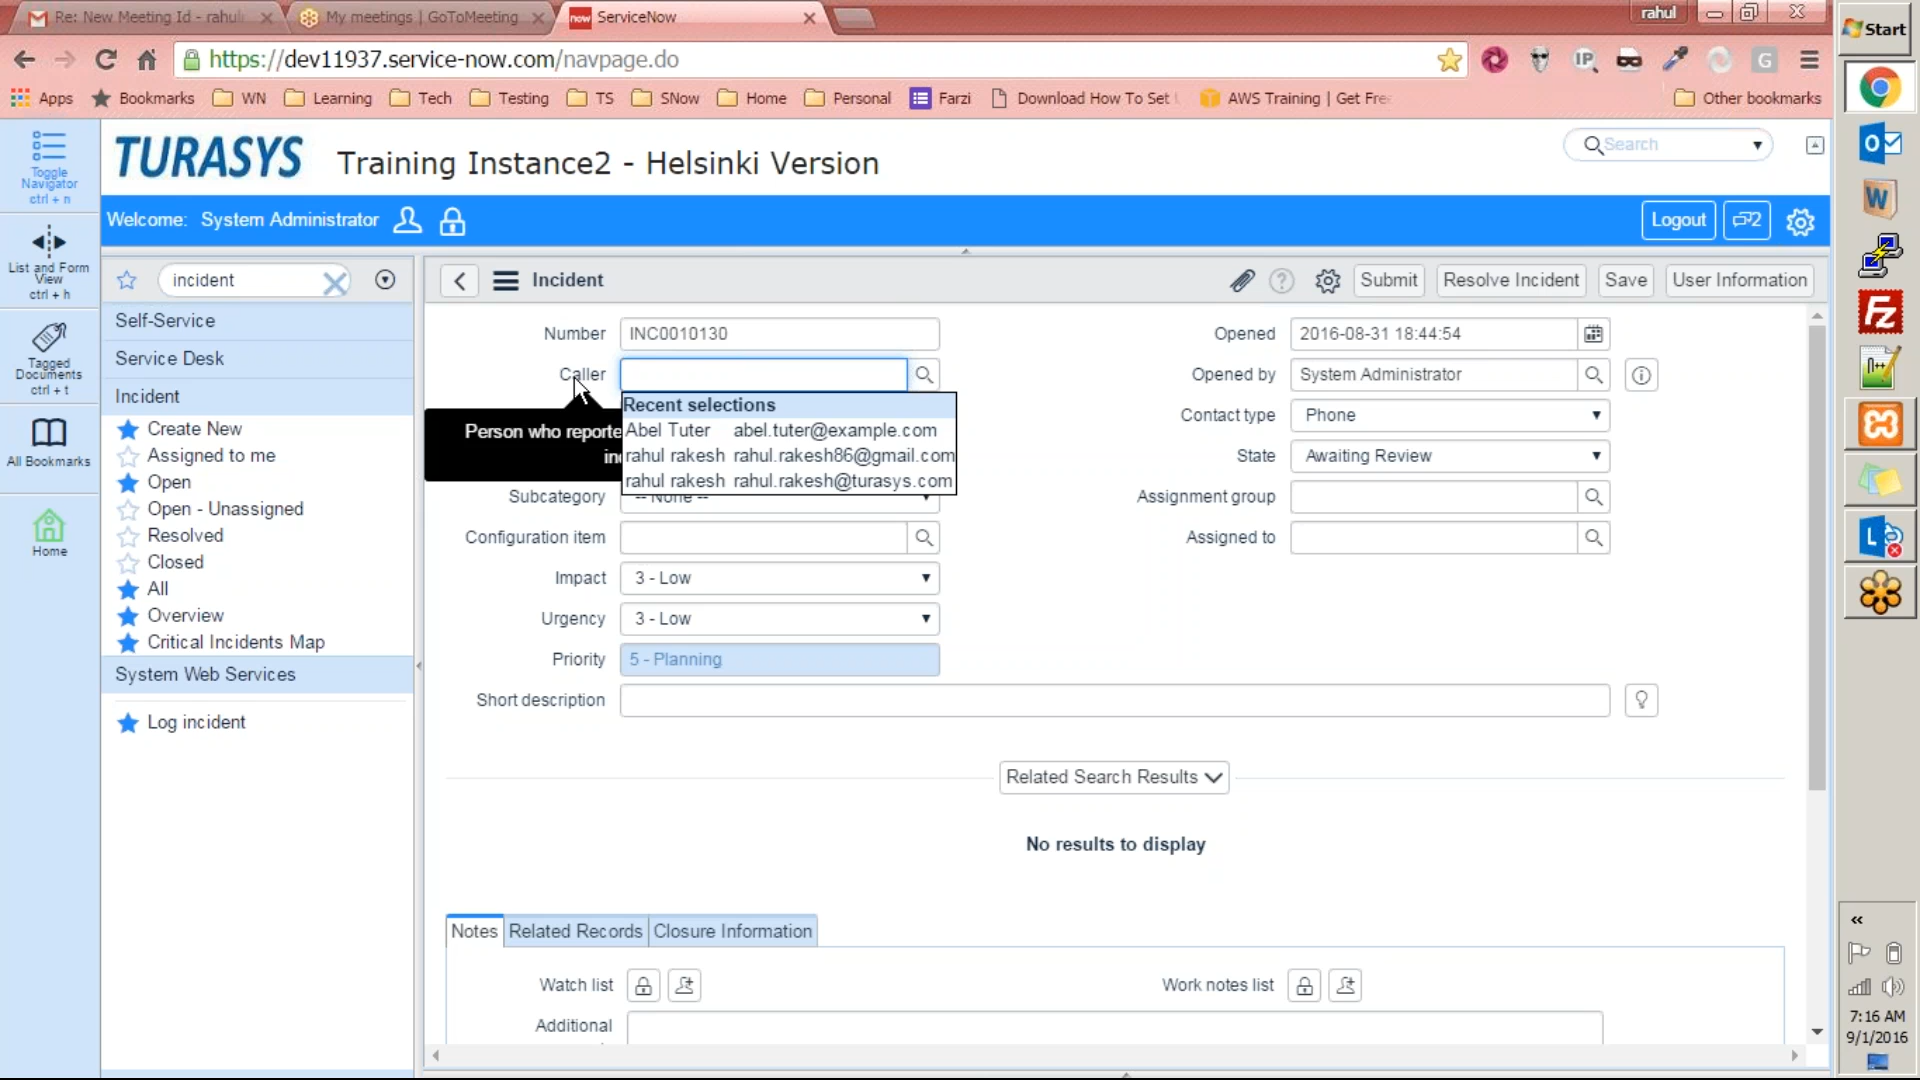 Re: New Meeting Id - rahul
My meetings | GoToMeeting
now ServiceNow
rahul
Start
https://dev11937.service-now.com/navpage.do
IP
G
Apps
Bookmarks
WN
Learning
Tech
Testing
TS
SNow
Home
Personal
Farzi
Download How To Set
AWS Training | Get Fre
Other bookmarks
Toggle
Navigator
ctrl + n
TURASYS
Training Instance2 - Helsinki Version
Search
Welcome: System Administrator
Logout
2
List and Form
View
ctrl + h
incident
Incident
Submit
Resolve Incident
Save
User Information
Self-Service
Service Desk
Incident
Create New
Assigned to me
Open
Open - Unassigned
Resolved
Closed
All
Overview
Critical Incidents Map
System Web Services
Log incident
Tagged
Documents
ctrl + t
All Bookmarks
Home
Number INC0010130
Caller
Recent selections
Abel Tuter abel.tuter@example.com
rahul rakesh rahul.rakesh86@gmail.com
rahul rakesh rahul.rakesh@turasys.com
Person who reporte
in
Subcategory -- None --
Configuration item
Impact 3 - Low
Urgency 3 - Low
Priority 5 - Planning
Short description
Opened 2016-08-31 18:44:54
Opened by System Administrator
Contact type Phone
State Awaiting Review
Assignment group
Assigned to
Related Search Results
No results to display
Notes
Related Records
Closure Information
Watch list
Work notes list
Additional
7:16 AM
9/1/2016